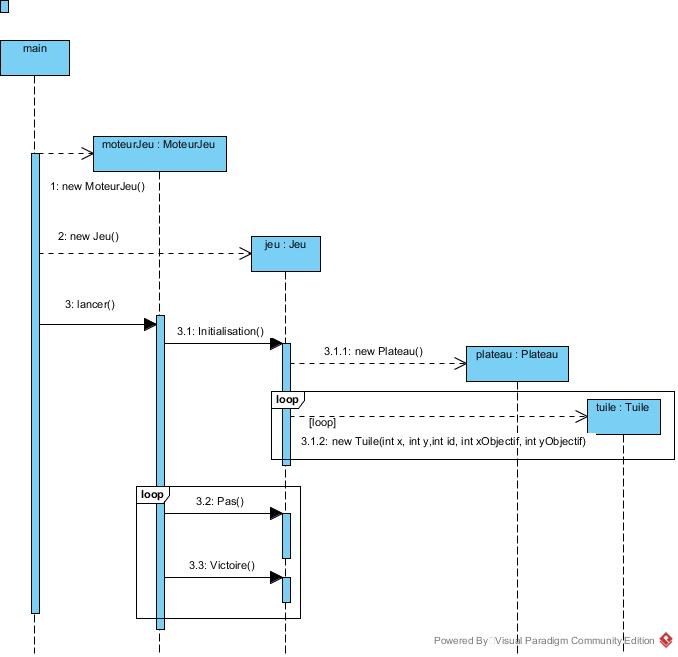 main
moteurJeu : MoteurJeu
1: new MoteurJeu()
2: new Jeu()
jeu : Jeu
3: lancer()
3.1: Initialisation()
3.1.1: new Plateau()
plateau : Plateau
loop
tuile : Tuile
[loop]
3.1.2: new Tuile(int x, int y,int id, int xObjectif, int yObjectif)
loop
3.2: Pas()
3.3: Victoire()
Powered By Visual Paradigm Community Edition